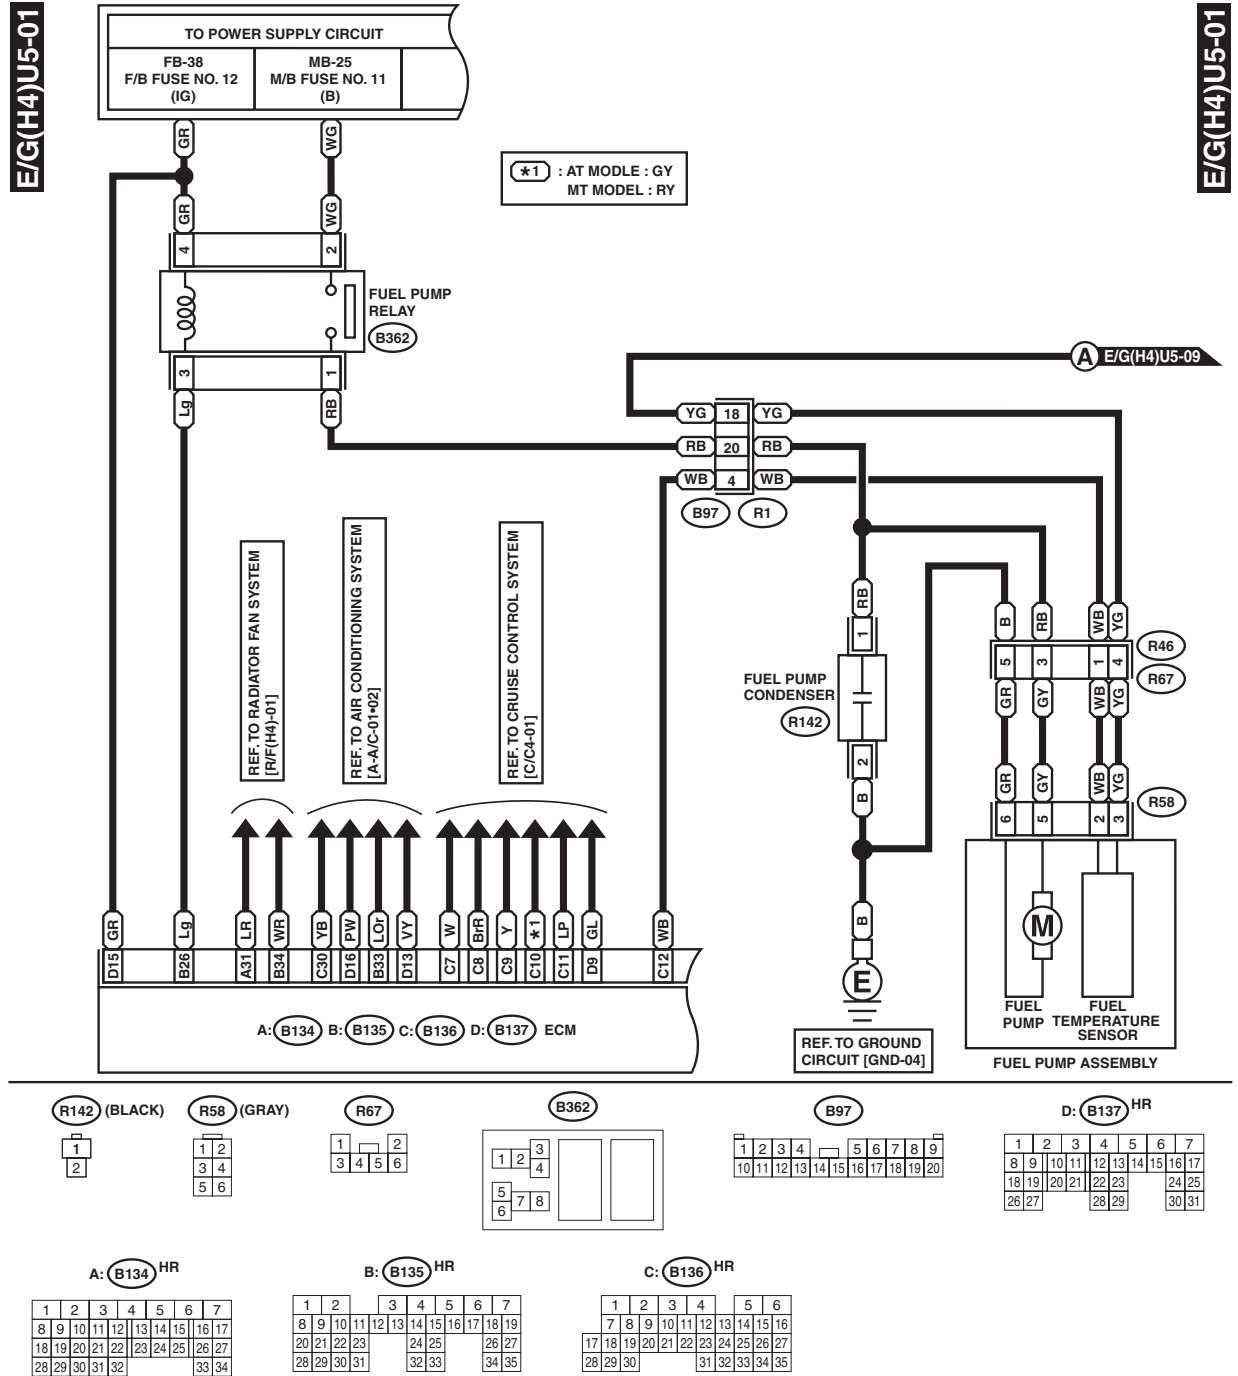 E/G(H4)U5-01
E/G(H4)U5-01
TO POWER SUPPLY CIRCUIT
FB-38
F/B FUSE NO. 12
(IG)
MB-25
M/B FUSE NO. 11
(B)
GR
WG
*1 : AT MODLE : GY
MT MODEL : RY
GR
WG
4
2
FUEL PUMP
RELAY
B362
3
1
Lg
RB
A E/G(H4)U5-09
YG 18 YG
RB 20 RB
WB 4 WB
B97 R1
REF. TO RADIATOR FAN SYSTEM
[R/F(H4)-01]
REF. TO AIR CONDITIONING SYSTEM
[A-A/C-01•02]
REF. TO CRUISE CONTROL SYSTEM
[C/C4-01]
RB
1
FUEL PUMP
CONDENSER
R142
2
B
B RB WB YG
5 3 1 4
R46
R67
GR GY WB YG
GR GY WB YG
R58
6 5 2 3
M
FUEL
PUMP
FUEL
TEMPERATURE
SENSOR
FUEL PUMP ASSEMBLY
B
E
REF. TO GROUND
CIRCUIT [GND-04]
GR Lg LR WR YB PW LOr VY W BrR Y *1 LP GL WB
D15 B26 A31 B34 C30 D16 B33 D13 C7 C8 C9 C10 C11 D9 C12
A: B134 B: B135 C: B136 D: B137 ECM
R142 (BLACK)
1
2
R58 (GRAY)
1 2
3 4
5 6
R67
1 2
3 4 5 6
B362
1 2 3
4
5
6 7 8
B97
1 2 3 4 5 6 7 8 9
10 11 12 13 14 15 16 17 18 19 20
D: B137 HR
1 2 3 4 5 6 7
8 9 10 11 12 13 14 15 16 17
18 19 20 21 22 23 24 25
26 27 28 29 30 31
A: B134 HR
1 2 3 4 5 6 7
8 9 10 11 12 13 14 15 16 17
18 19 20 21 22 23 24 25 26 27
28 29 30 31 32 33 34
B: B135 HR
1 2 3 4 5 6 7
8 9 10 11 12 13 14 15 16 17 18 19
20 21 22 23 24 25 26 27
28 29 30 31 32 33 34 35
C: B136 HR
1 2 3 4 5 6
7 8 9 10 11 12 13 14 15 16
17 18 19 20 21 22 23 24 25 26 27
28 29 30 31 32 33 34 35